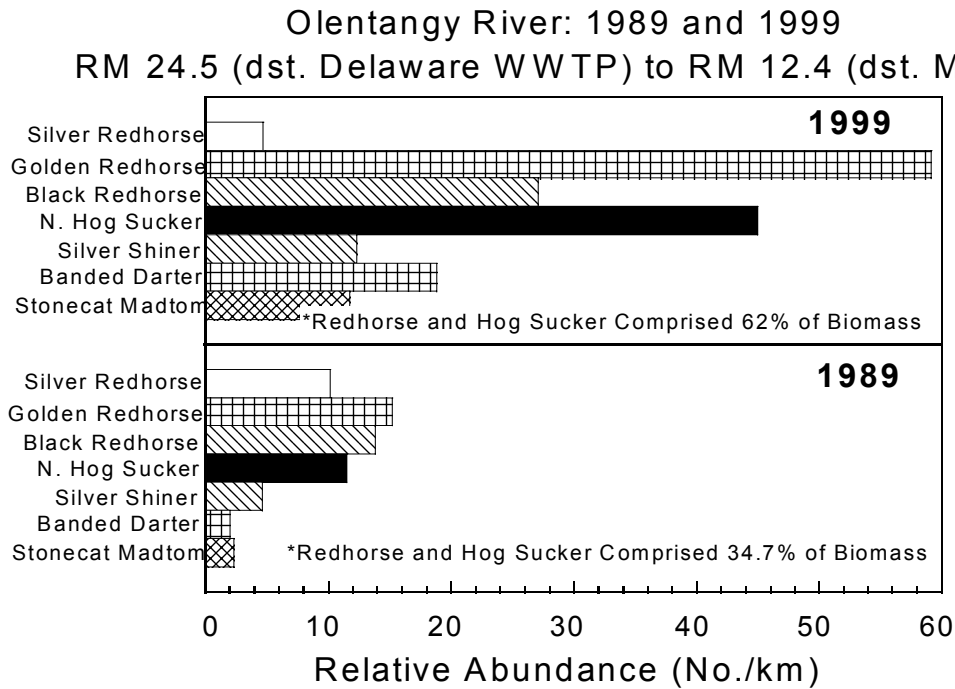 Olentangy River: 1989 and 1999
RM 24.5 (dst. Delaware WWTP) to RM 12.4 (dst. M
1999
Silver Redhorse
Golden Redhorse
Black Redhorse
N. Hog Sucker
Silver Shiner
Banded Darter
Stonecat Madtom
*Redhorse and Hog Sucker Comprised 62% of Biomass
1989
Silver Redhorse
Golden Redhorse
Black Redhorse
N. Hog Sucker
Silver Shiner
Banded Darter
Stonecat Madtom
*Redhorse and Hog Sucker Comprised 34.7% of Biomass
0 10 20 30 40 50 60
Relative Abundance (No./km)